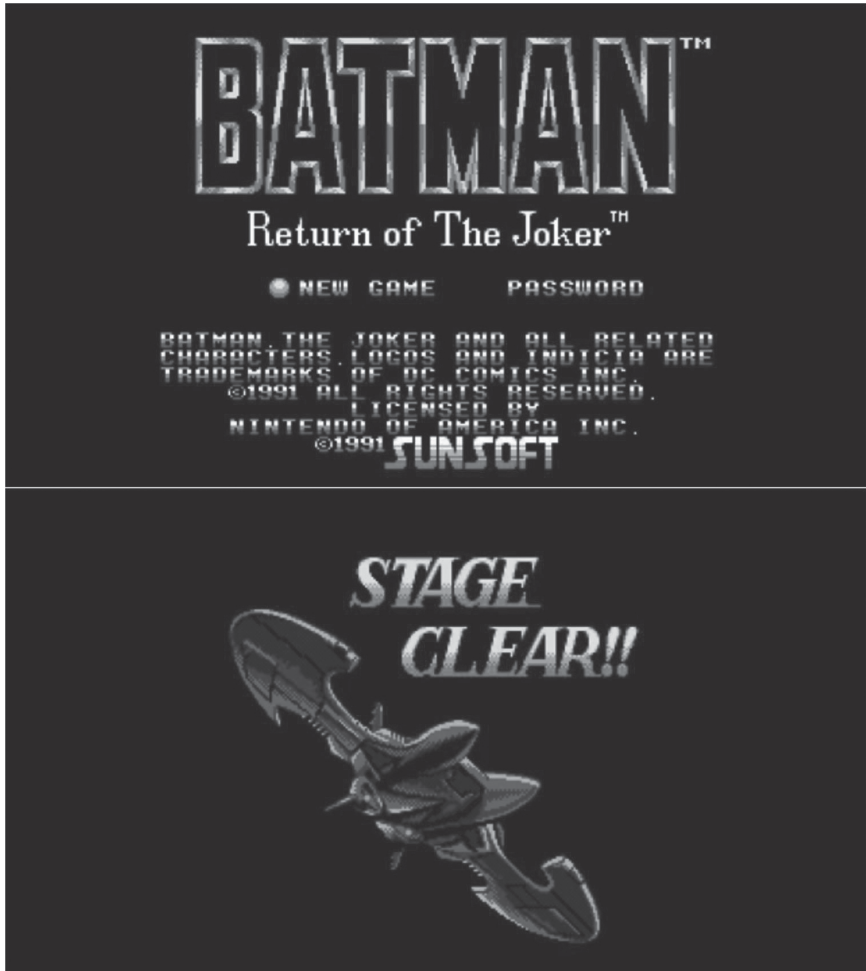 BATMAN™
Return of The Joker™
NEW GAME PASSWORD
BATMAN.THE JOKER AND ALL RELATED
CHARACTERS.LOGOS AND INDICIA ARE
TRADEMARKS OF DC COMICS INC.
©1991 ALL RIGHTS RESERVED.
LICENSED BY
NINTENDO OF AMERICA INC.
©1991 SUNSOFT
STAGE
CLEAR!!